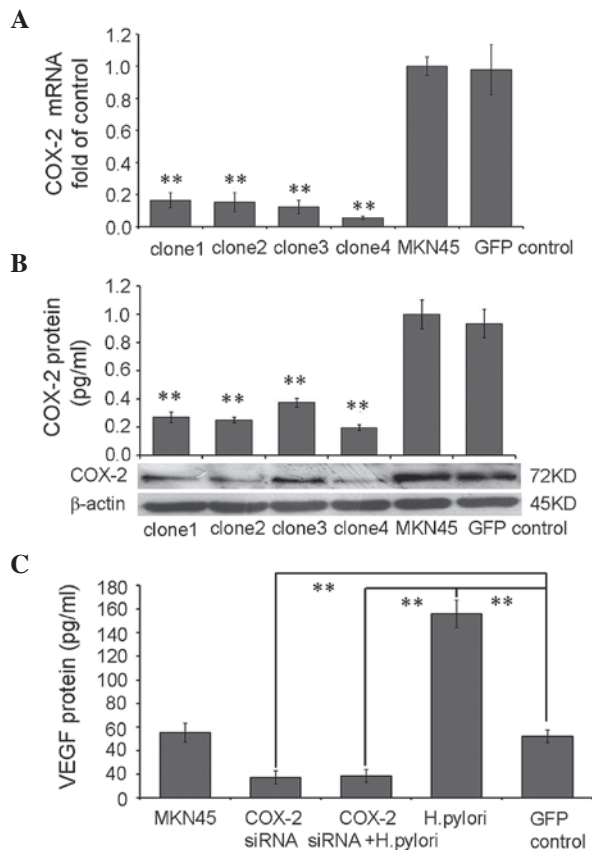 A
COX-2 mRNA
fold of control
1.2
1.0
0.8
0.6
0.4
0.2
0.0
** ** ** **
clone1 clone2 clone3 clone4 MKN45 GFP control
B
COX-2 protein
(pg/ml)
1.2
1.0
0.8
0.6
0.4
0.2
0.0
** ** ** **
COX-2 72KD
β-actin 45KD
clone1 clone2 clone3 clone4 MKN45 GFP control
C
VEGF protein (pg/ml)
180
160
140
120
100
80
60
40
20
0
** ** **
MKN45 COX-2 COX-2 H.pylori GFP
siRNA siRNA +H.pylori control